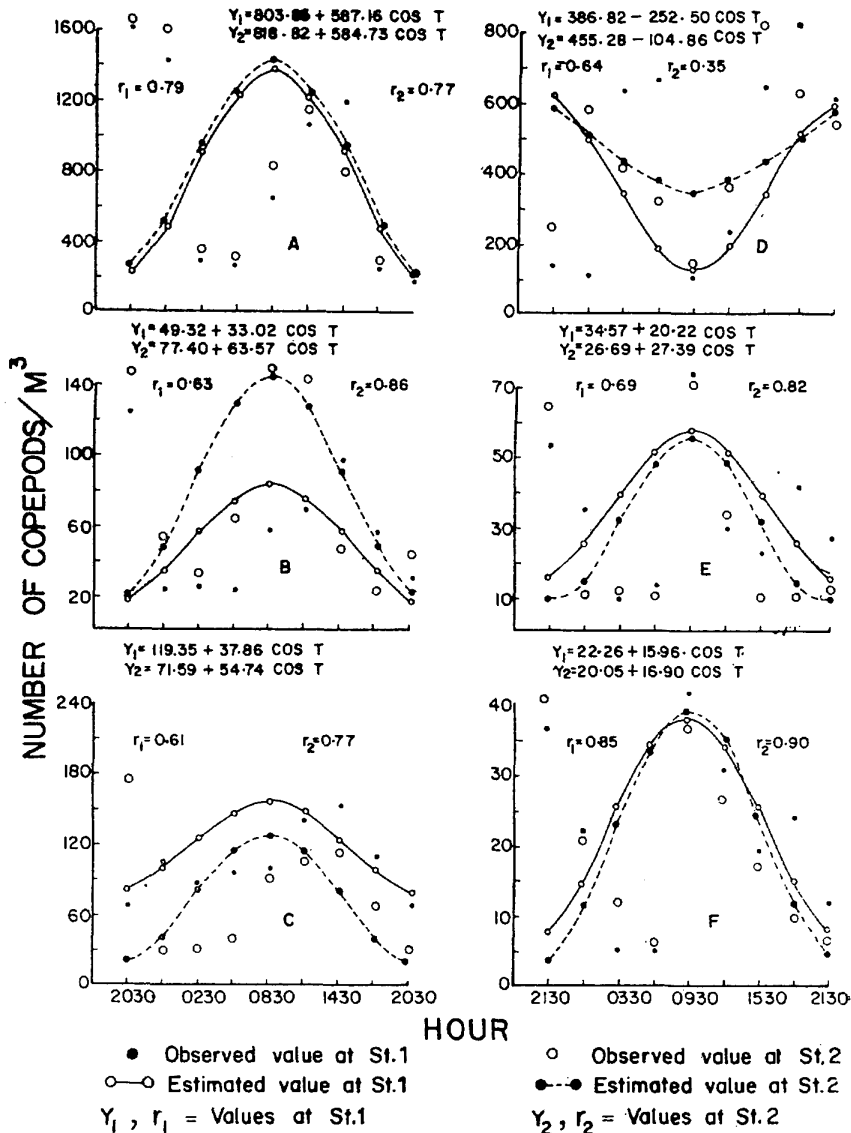 Y₁=803.86 + 587.16 COS T
Y₂=818.82 + 584.73 COS T
r₁ = 0.79
r₂=0.77
1600
1400
800
400
0
A
Y₁=386.82 − 252.50 COS T
Y₂=455.28 − 104.86 COS T
r₁=0.64
r₂=0.35
800
600
400
200
0
D
Y₁=49.32 + 33.02 COS T
Y₂=77.40 + 63.57 COS T
r₁=0.63
r₂=0.86
140
100
60
20
B
Y₁=34.57 + 20.22 COS T
Y₂=26.69 + 27.39 COS T
r₁=0.69
r₂=0.82
70
50
30
10
E
Y₁=119.35 + 37.86 COS T
Y₂=71.59 + 54.74 COS T
r₁=0.61
r₂=0.77
240
180
120
60
0
C
2030 0230 0830 1430 2030
Y₁=22.26 + 15.96. COS T.
Y₂=20.05 + 16.90 COS T
r₁=0.85
r₂=0.90
40
30
20
10
0
F
2130 0330 0930 1530 2130
NUMBER OF COPEPODS/M³
HOUR
● Observed value at St.1
○—○ Estimated value at St.1
Y₁ , r₁ = Values at St.1
○ Observed value at St.2
●--● Estimated value at St.2
Y₂ , r₂ = Values at St.2